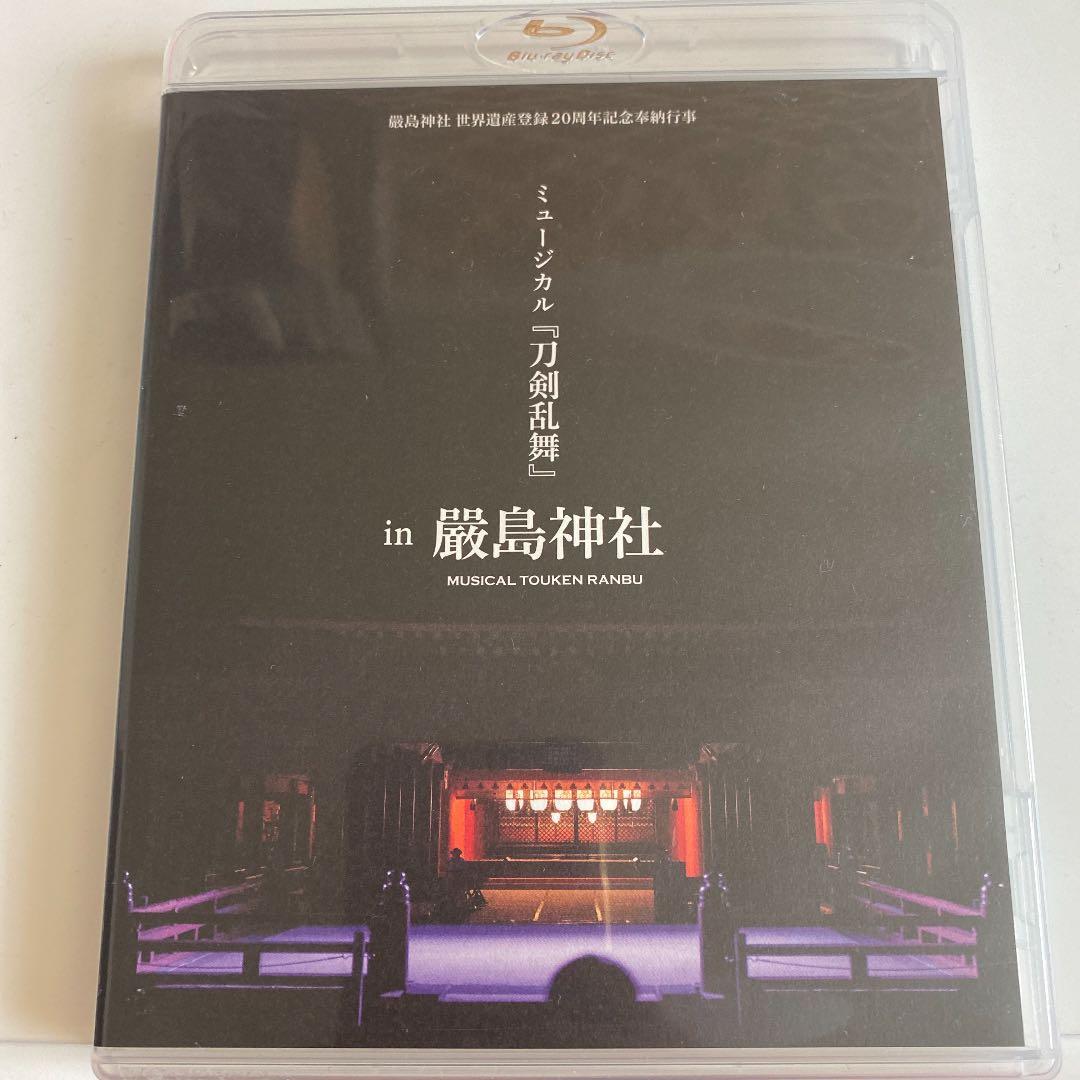 Blu-ray Disc
嚴島神社 世界遺産登録20周年記念奉納行事
ミュージカル『刀剣乱舞』
in 嚴島神社
MUSICAL TOUKEN RANBU